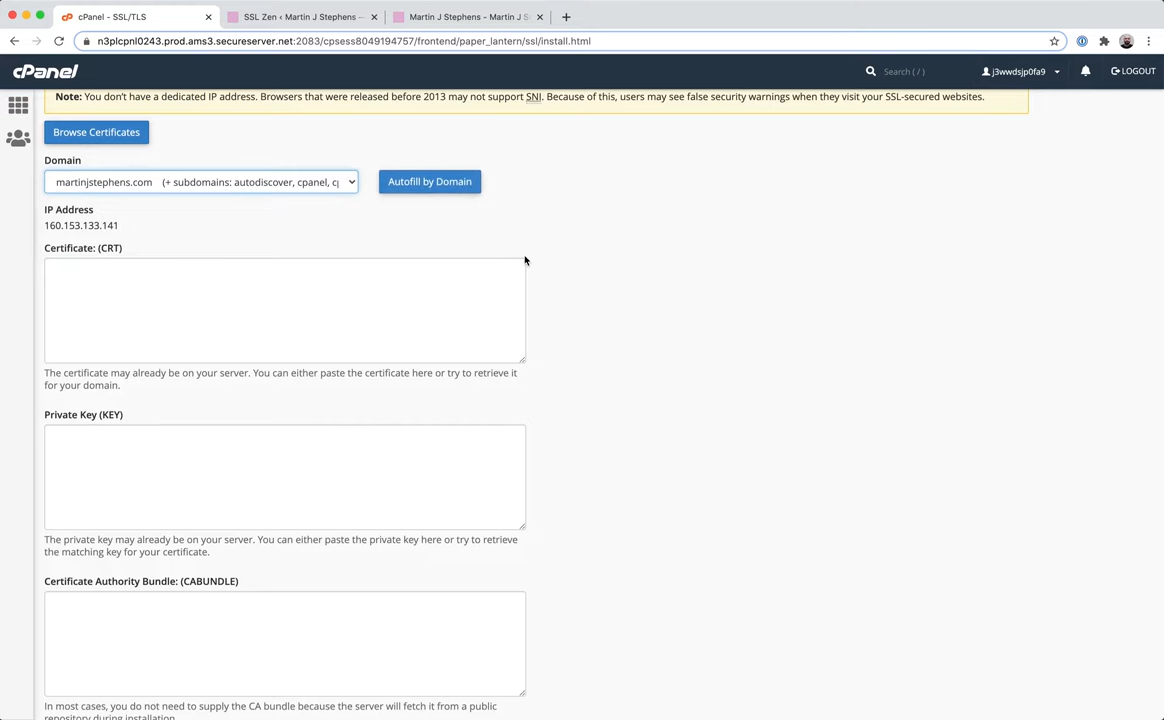 cPanel - SSL/TLS
SSL Zen ‹ Martin J Stephens —
Martin J Stephens - Martin J S
n3plcpnl0243.prod.ams3.secureserver.net:2083/cpsess8049194757/frontend/paper_lantern/ssl/install.html
cPanel
Search ( / )
j3wwdsjp0fa9
LOGOUT
Note: You don't have a dedicated IP address. Browsers that were released before 2013 may not support SNI. Because of this, users may see false security warnings when they visit your SSL-secured websites.
Browse Certificates
Domain
martinjstephens.com (+ subdomains: autodiscover, cpanel, cp
Autofill by Domain
IP Address
160.153.133.141
Certificate: (CRT)
The certificate may already be on your server. You can either paste the certificate here or try to retrieve it
for your domain.
Private Key (KEY)
The private key may already be on your server. You can either paste the private key here or try to retrieve
the matching key for your certificate.
Certificate Authority Bundle: (CABUNDLE)
In most cases, you do not need to supply the CA bundle because the server will fetch it from a public
repository during installation.